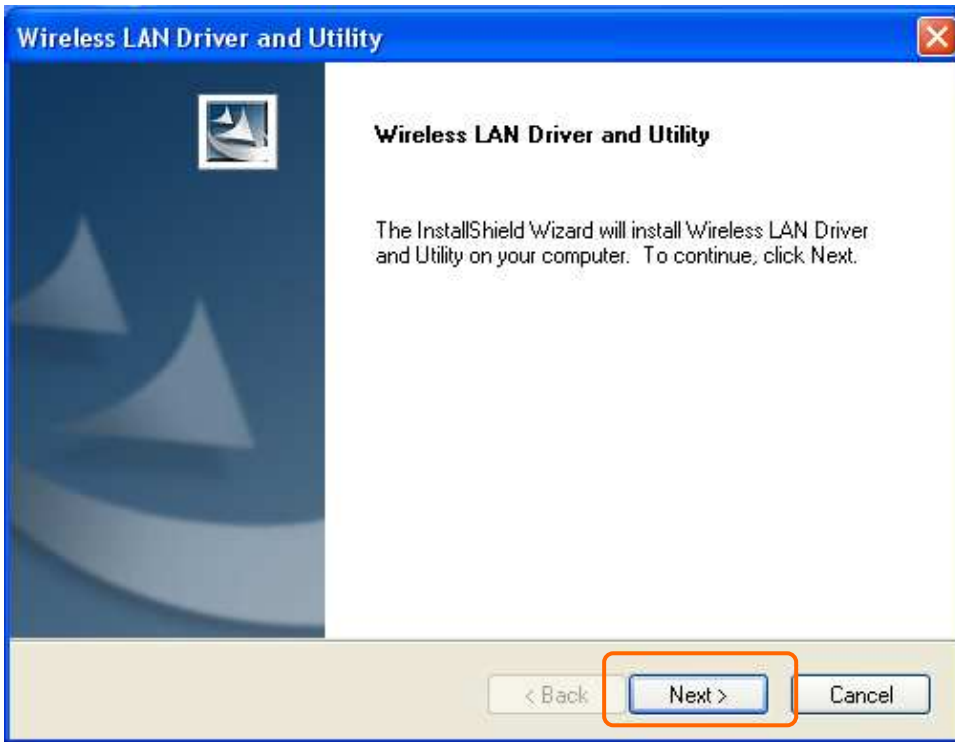 Wireless LAN Driver and Utility
Wireless LAN Driver and Utility
The InstallShield Wizard will install Wireless LAN Driver
and Utility on your computer. To continue, click Next.
< Back Next > Cancel